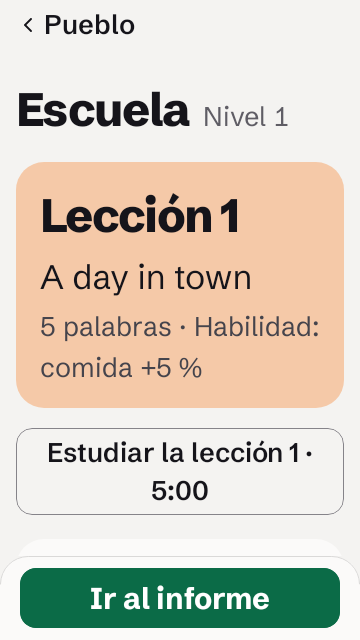 Pueblo
Escuela Nivel 1
Lección 1
A day in town
5 palabras · Habilidad:
comida +5 %
Estudiar la lección 1 ·
5:00
Ir al informe